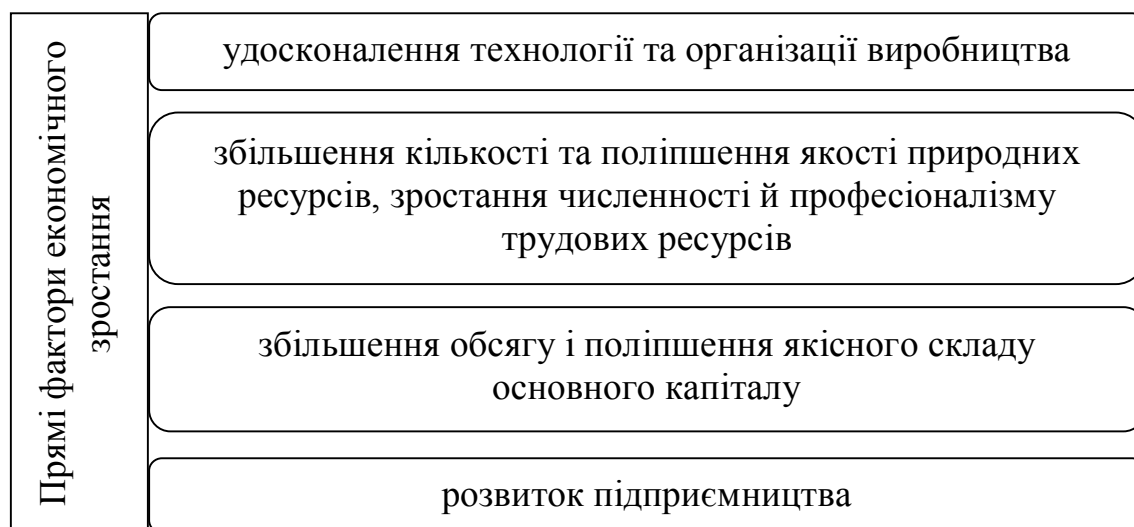 Прямі фактори економічного
зростання
удосконалення технології та організації виробництва
збільшення кількості та поліпшення якості природних
ресурсів, зростання численності й професіоналізму
трудових ресурсів
збільшення обсягу і поліпшення якісного складу
основного капіталу
розвиток підприємництва